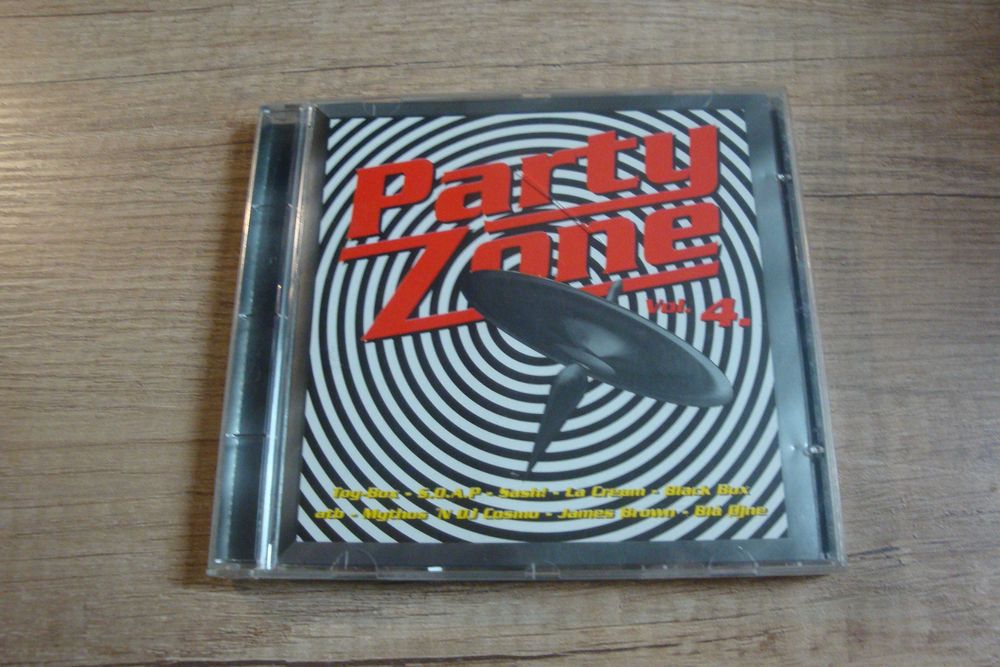 Party
Zone
Vol. 4.
Toy-Box - S.O.A.P - Sash! - La Cream - Black Box
atb - Mythos 'N DJ Cosmo - James Brown - Blå Øjne